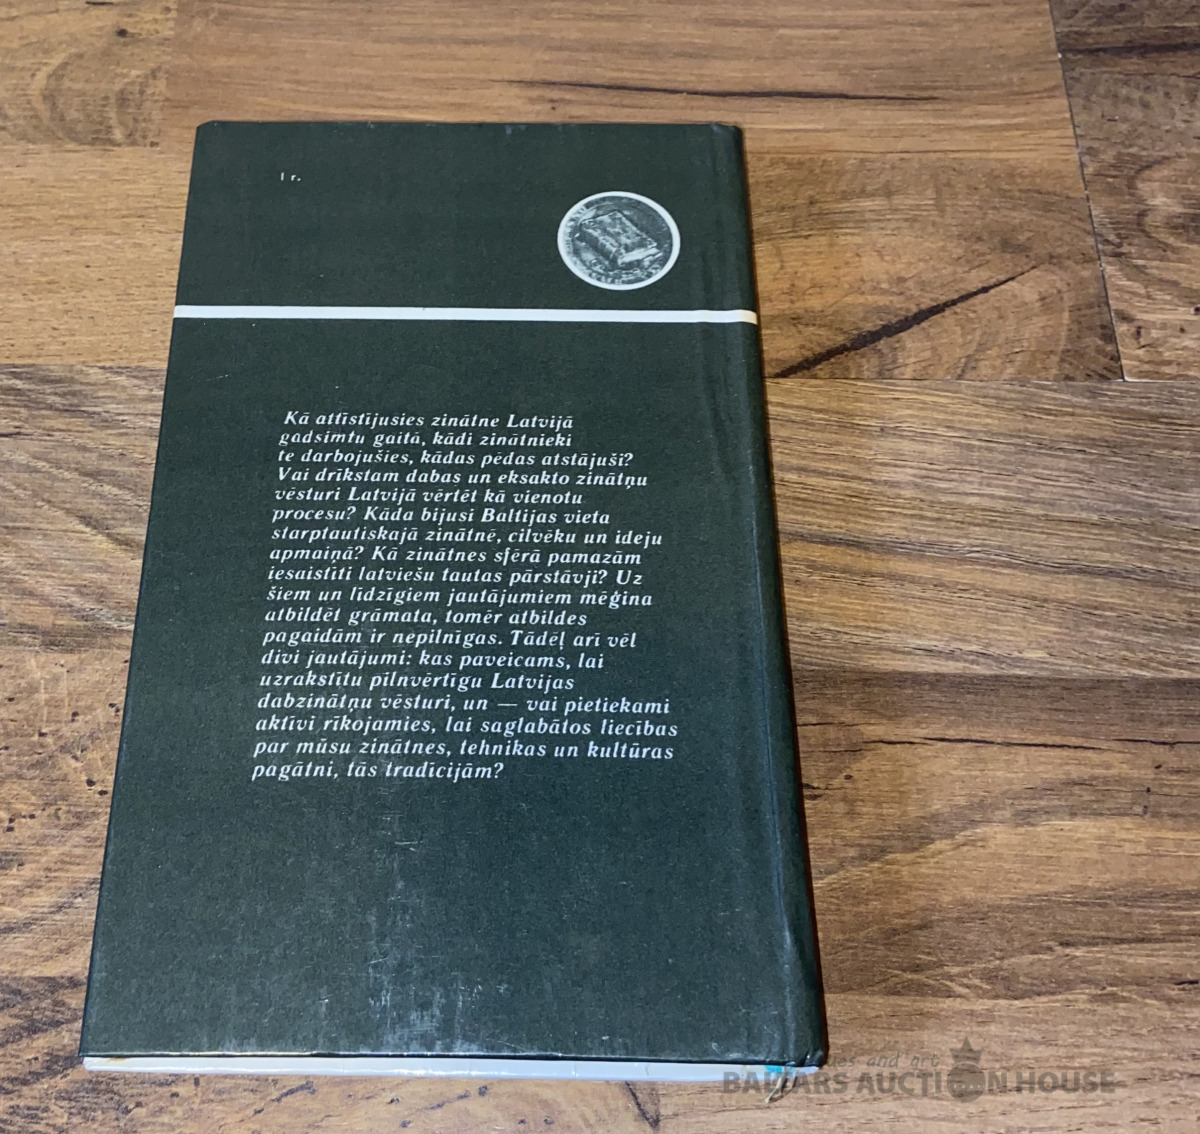 1 r.
Kā attīstījusies zinātne Latvijā
gadsimtu gaitā, kādi zinātnieki
te darbojušies, kādas pēdas atstājuši?
Vai drīkstam dabas un eksakto zinātņu
vēsturi Latvijā vērtēt kā vienotu
procesu? Kāda bijusi Baltijas vieta
starptautiskajā zinātnē, cilvēku un ideju
apmaiņā? Kā zinātnes sfērā pamazām
iesaistīti latviešu tautas pārstāvji? Uz
šiem un līdzīgiem jautājumiem mēģina
atbildēt grāmata, tomēr atbildes
pagaidām ir nepilnīgas. Tādēļ arī vēl
divi jautājumi: kas paveicams, lai
uzrakstītu pilnvērtīgu Latvijas
dabzinātņu vēsturi, un — vai pietiekami
aktīvi rīkojamies, lai saglabātos liecības
par mūsu zinātnes, tehnikas un kultūras
pagātni, tās tradīcijām?
and art
BALTARS AUCTION HOUSE